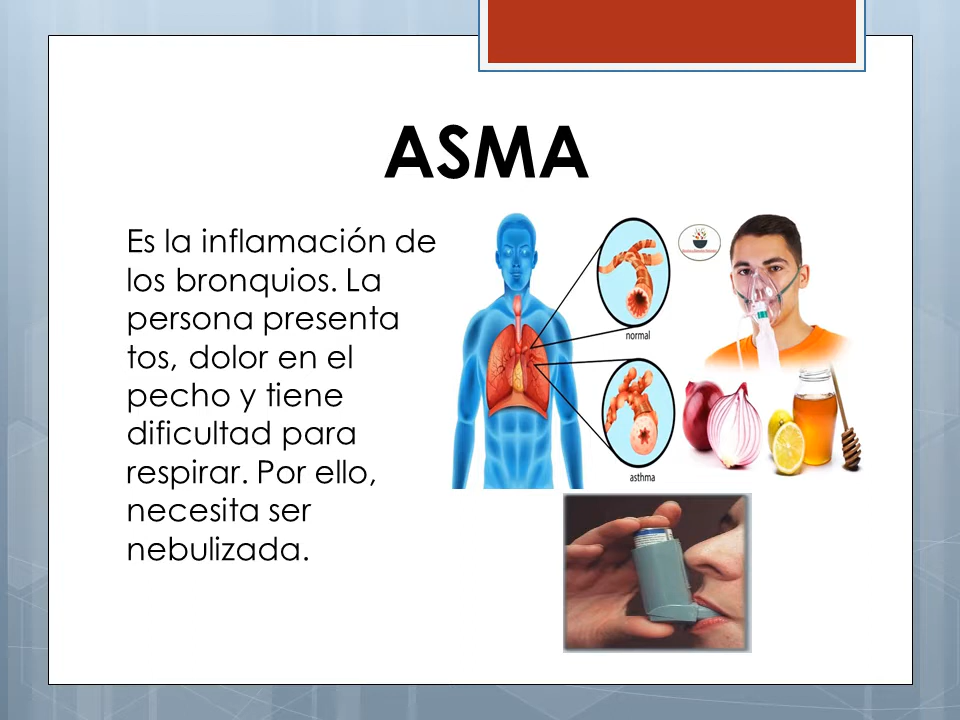 ASMA
Es la inflamación de
los bronquios. La
persona presenta
tos, dolor en el
pecho y tiene
dificultad para
respirar. Por ello,
necesita ser
nebulizada.
normal
asthma